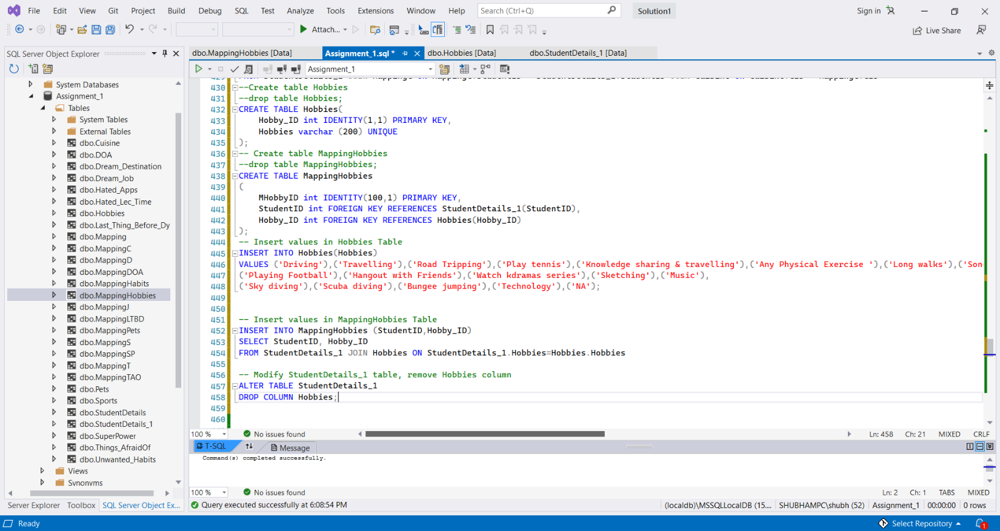 File Edit View Git Project Build Debug SQL Test Analyze Tools Extensions Window Help Search (Ctrl+Q) Solution1 Sign in
Attach... Live Share
SQL Server Object Explorer
dbo.MappingHobbies [Data] Assignment_1.sql* dbo.Hobbies [Data] dbo.StudentDetails_1 [Data]
Assignment_1
System Databases
Assignment_1
Tables
System Tables
External Tables
dbo.Cuisine
dbo.DOA
dbo.Dream_Destination
dbo.Dream_Job
dbo.Hated_Apps
dbo.Hated_Lec_Time
dbo.Hobbies
dbo.Last_Thing_Before_Dy
dbo.Mapping
dbo.MappingC
dbo.MappingD
dbo.MappingDOA
dbo.MappingHabits
dbo.MappingHobbies
dbo.MappingJ
dbo.MappingLTBD
dbo.MappingPets
dbo.MappingS
dbo.MappingSP
dbo.MappingT
dbo.MappingTAO
dbo.Pets
dbo.Sports
dbo.StudentDetails
dbo.StudentDetails_1
dbo.SuperPower
dbo.Things_AfraidOf
dbo.Unwanted_Habits
Views
Synonyms
Server Explorer Toolbox SQL Server Object Ex...
430 --Create table Hobbies
431 --drop table Hobbies;
432 CREATE TABLE Hobbies(
433 Hobby_ID int IDENTITY(1,1) PRIMARY KEY,
434 Hobbies varchar (200) UNIQUE
435 );
436 -- Create table MappingHobbies
437 --drop table MappingHobbies;
438 CREATE TABLE MappingHobbies
439 (
440 MHobbyID int IDENTITY(100,1) PRIMARY KEY,
441 StudentID int FOREIGN KEY REFERENCES StudentDetails_1(StudentID),
442 Hobby_ID int FOREIGN KEY REFERENCES Hobbies(Hobby_ID)
443 );
444 -- Insert values in Hobbies Table
445 INSERT INTO Hobbies(Hobbies)
446 VALUES ('Driving'),('Travelling'),('Road Tripping'),('Play tennis'),('Knowledge sharing & travelling'),('Any Physical Exercise '),('Long walks'),('Son
447 ('Playing Football'),('Hangout with Friends'),('Watch kdramas series'),('Sketching'),('Music'),
448 ('Sky diving'),('Scuba diving'),('Bungee jumping'),('Technology'),('NA');
449
450
451 -- Insert values in MappingHobbies Table
452 INSERT INTO MappingHobbies (StudentID,Hobby_ID)
453 SELECT StudentID, Hobby_ID
454 FROM StudentDetails_1 JOIN Hobbies ON StudentDetails_1.Hobbies=Hobbies.Hobbies
455
456 -- Modify StudentDetails_1 table, remove Hobbies column
457 ALTER TABLE StudentDetails_1
458 DROP COLUMN Hobbies;
459
460
100 % No issues found Ln: 458 Ch: 21 MIXED CRLF
T-SQL Message
Command(s) completed successfully.
100 % No issues found Ln: 2 Ch: 1 TABS MIXED
Query executed successfully at 6:08:54 PM (localdb)\MSSQLLocalDB (15.... SHUBHAMPC\shubh (52) Assignment_1 00:00:00 0 rows
Ready Select Repository 1